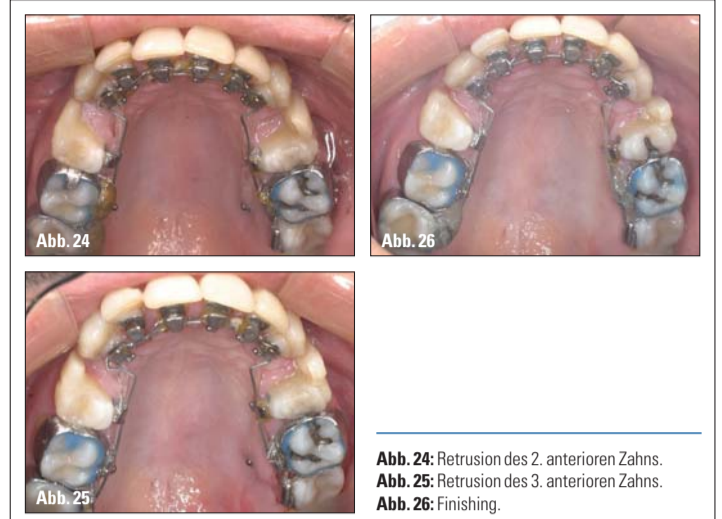 Abb. 24
Abb. 26
Abb. 25
Abb. 24: Retrusion des 2. anterioren Zahns.
Abb. 25: Retrusion des 3. anterioren Zahns.
Abb. 26: Finishing.